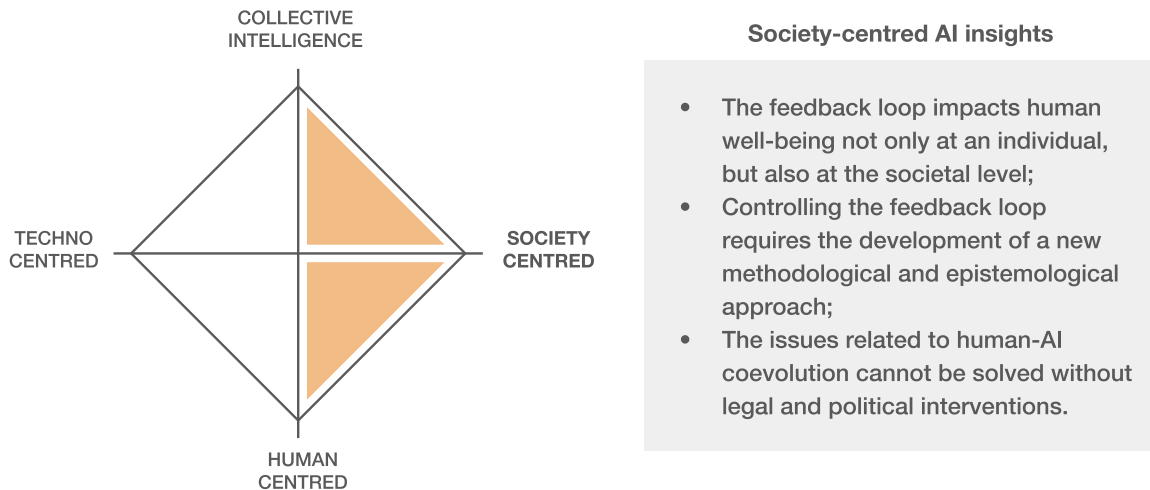 COLLECTIVE
INTELLIGENCE
TECHNO
CENTRED
SOCIETY
CENTRED
HUMAN
CENTRED
Society-centred AI insights
• The feedback loop impacts human
well-being not only at an individual,
but also at the societal level;
• Controlling the feedback loop
requires the development of a new
methodological and epistemological
approach;
• The issues related to human-AI
coevolution cannot be solved without
legal and political interventions.